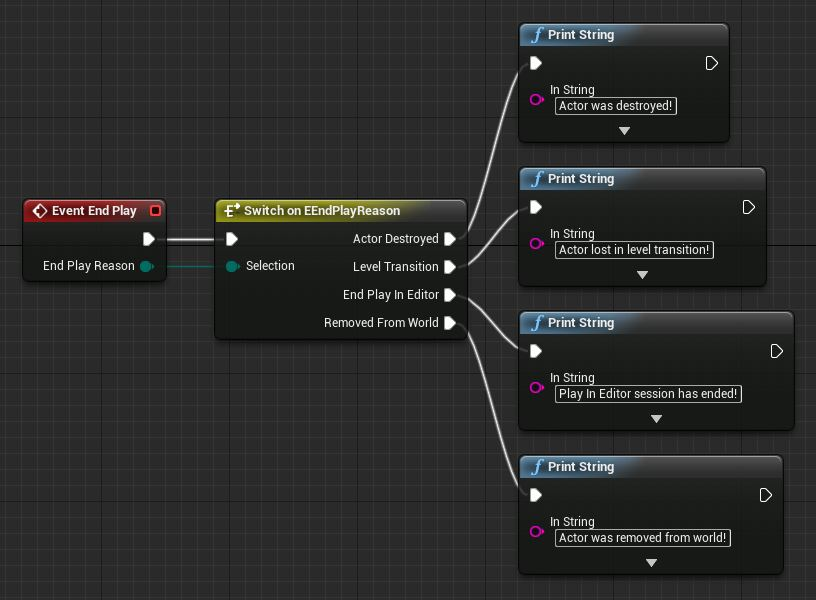 Event End Play
End Play Reason
Switch on EEndPlayReason
Selection
Actor Destroyed
Level Transition
End Play In Editor
Removed From World
f Print String
In String
Actor was destroyed!
f Print String
In String
Actor lost in level transition!
f Print String
In String
Play In Editor session has ended!
f Print String
In String
Actor was removed from world!